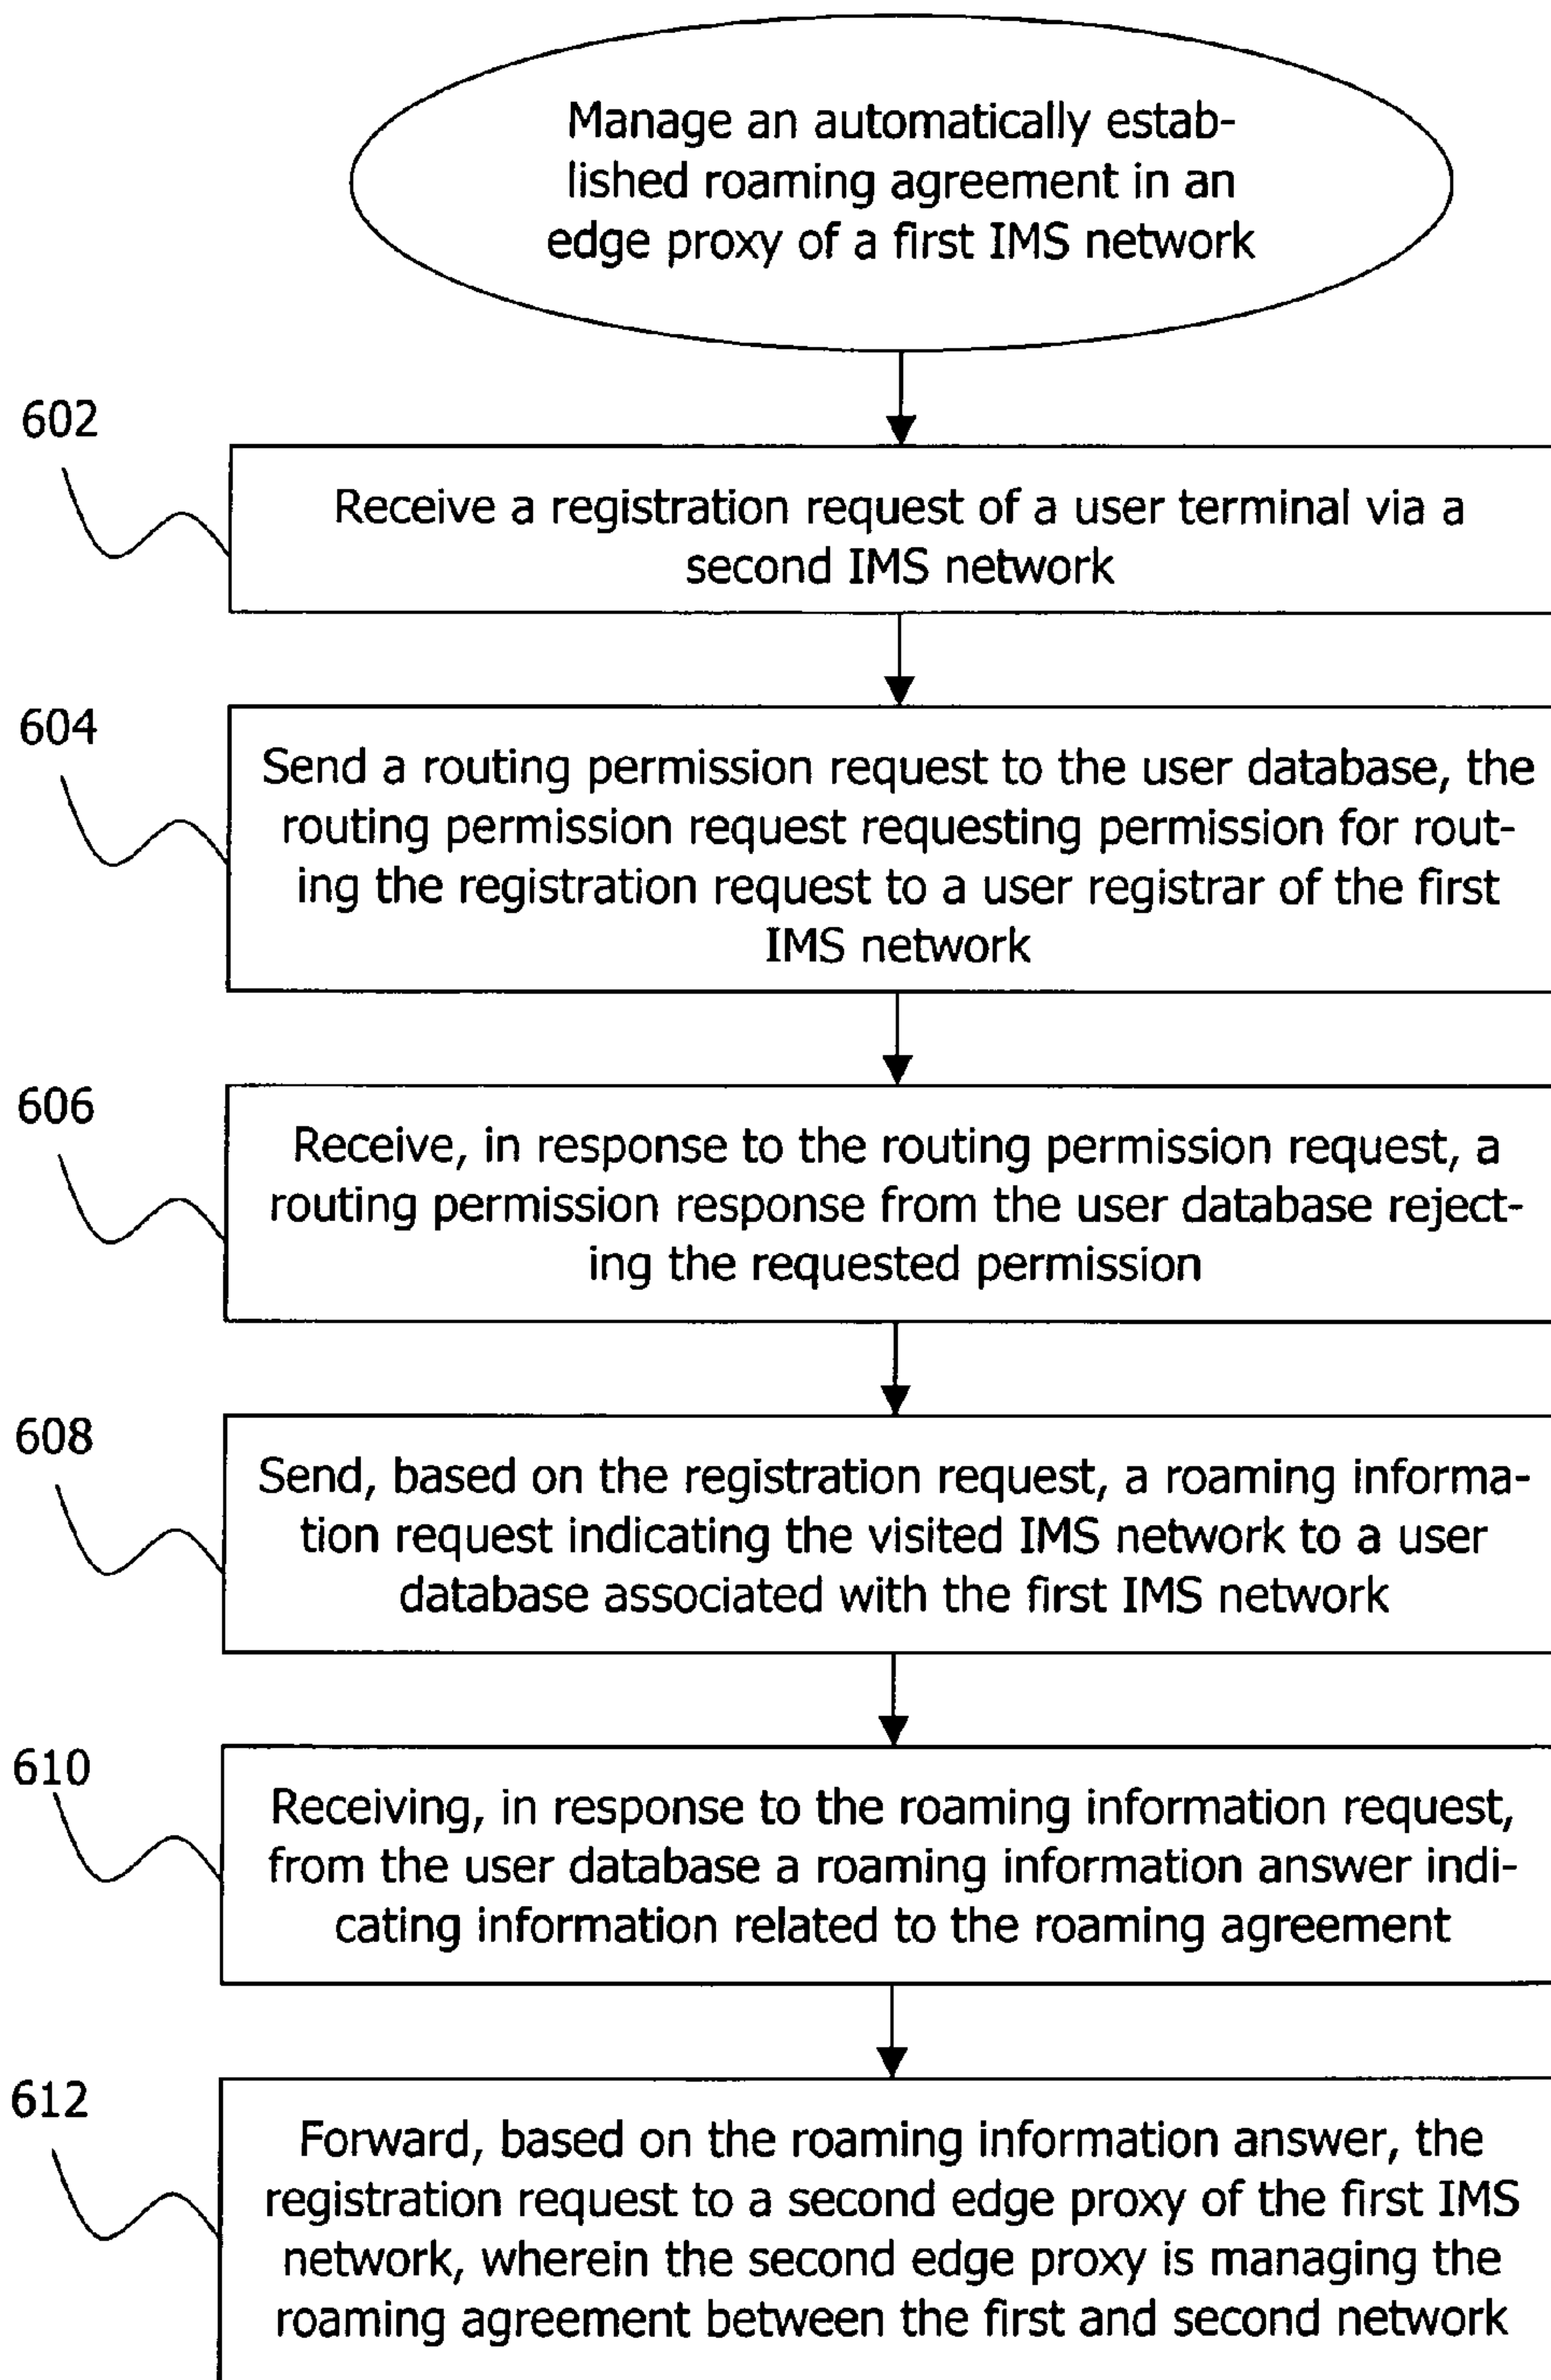 Manage an automatically estab-
lished roaming agreement in an
edge proxy of a first IMS network
602
Receive a registration request of a user terminal via a
second IMS network
604
Send a routing permission request to the user database, the
routing permission request requesting permission for rout-
ing the registration request to a user registrar of the first
IMS network
606
Receive, in response to the routing permission request, a
routing permission response from the user database reject-
ing the requested permission
608
Send, based on the registration request, a roaming informa-
tion request indicating the visited IMS network to a user
database associated with the first IMS network
610
Receiving, in response to the roaming information request,
from the user database a roaming information answer indi-
cating information related to the roaming agreement
612
Forward, based on the roaming information answer, the
registration request to a second edge proxy of the first IMS
network, wherein the second edge proxy is managing the
roaming agreement between the first and second network